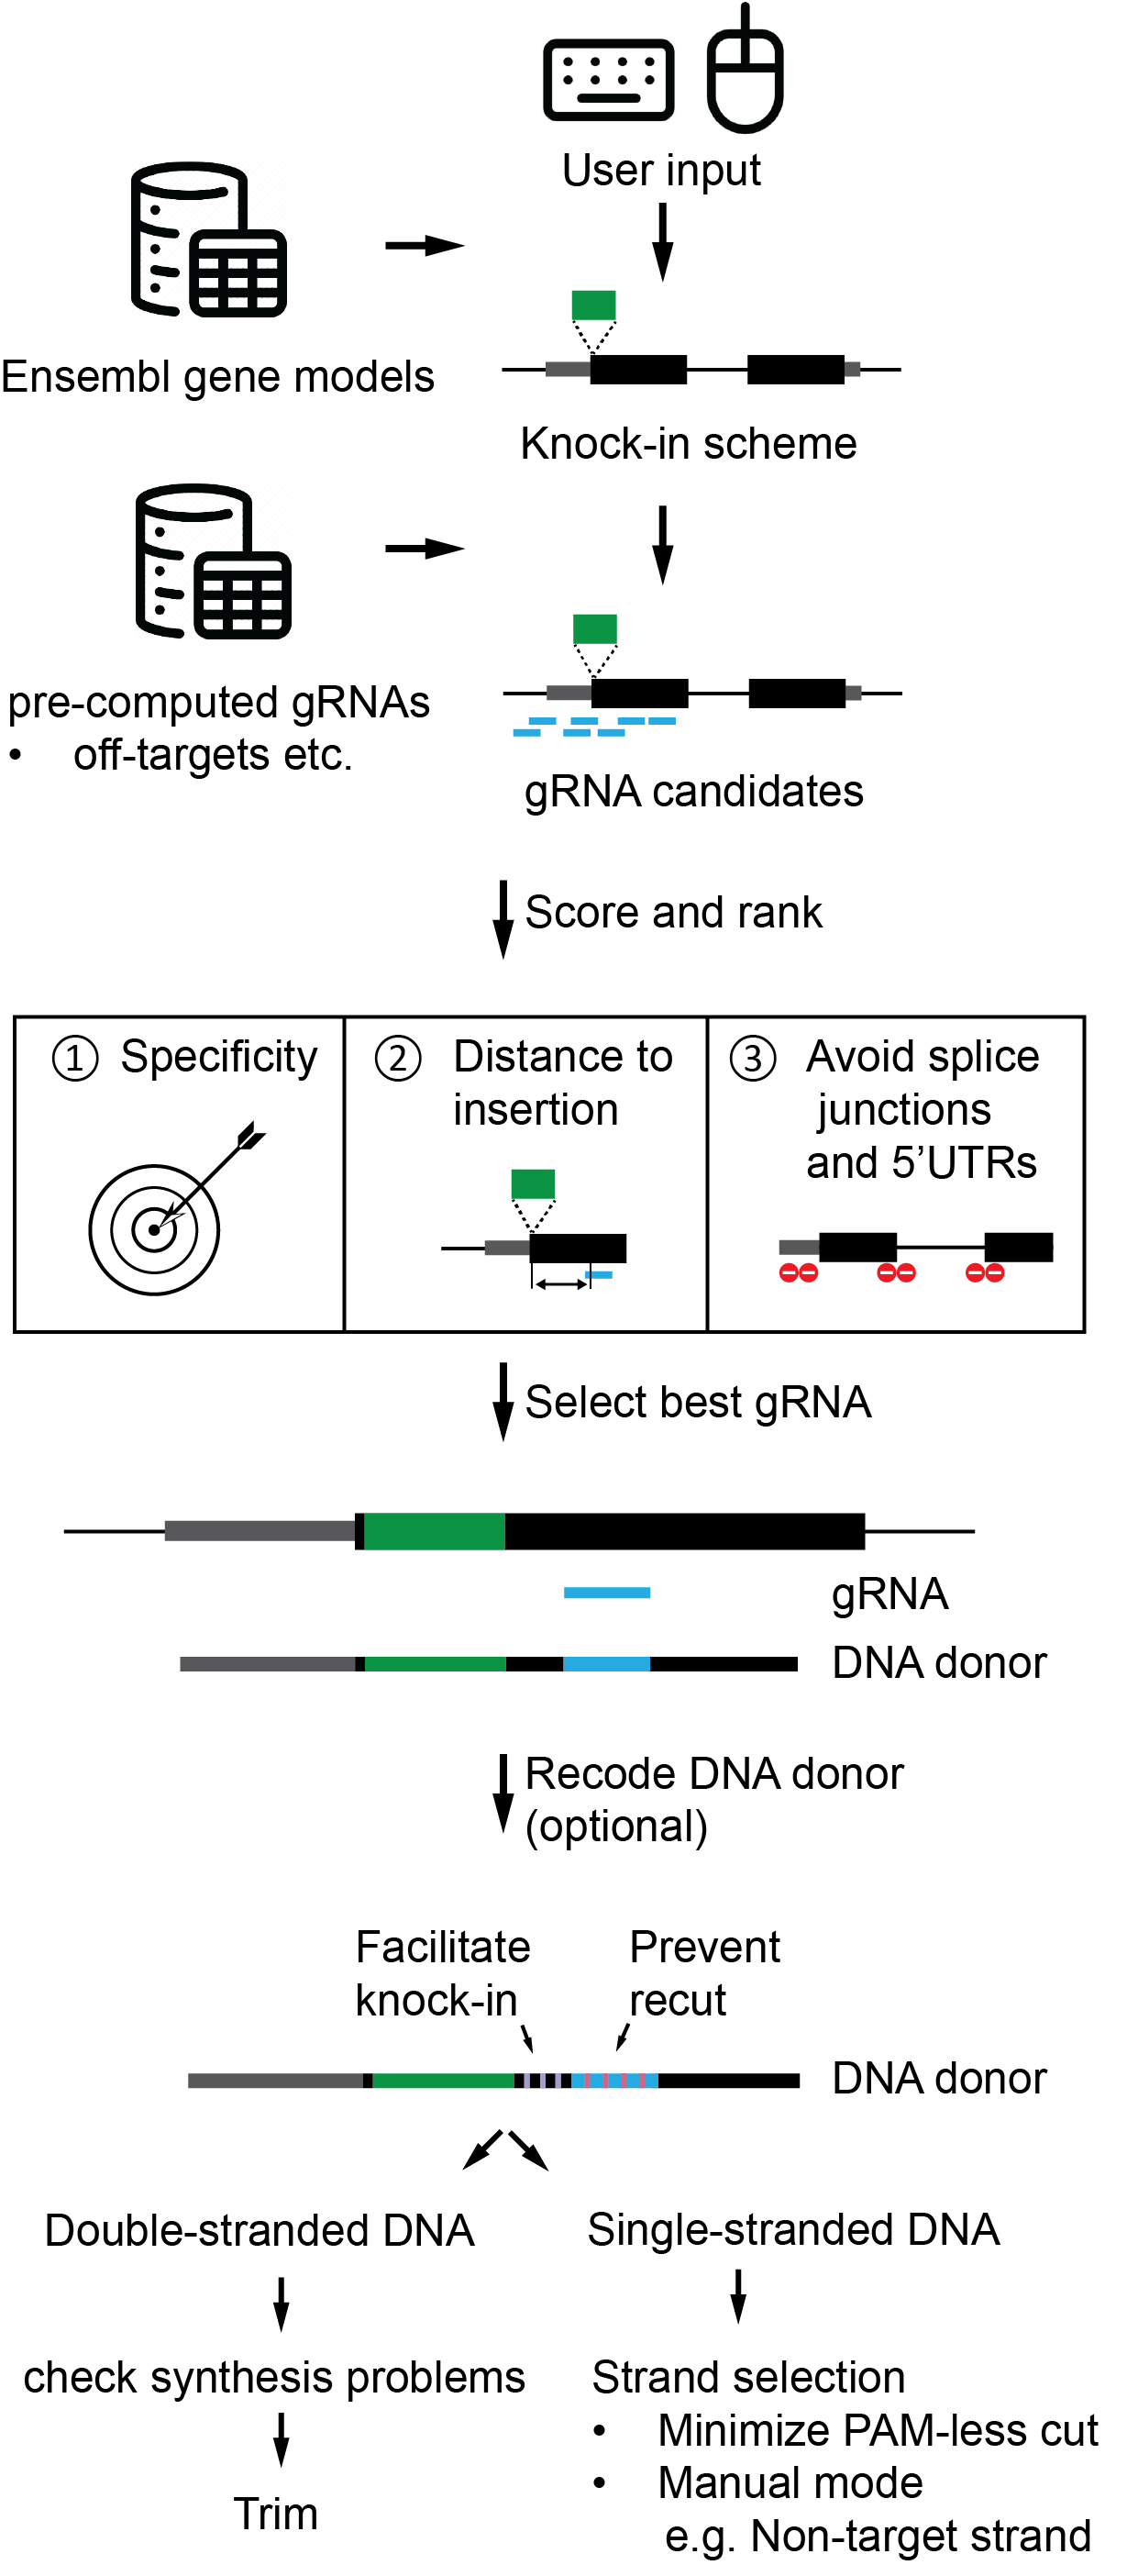 User input
Ensembl gene models
Knock-in scheme
pre-computed gRNAs
• off-targets etc.
gRNA candidates
Score and rank
① Specificity
② Distance to
insertion
③ Avoid splice
junctions
and 5’UTRs
Select best gRNA
gRNA
DNA donor
Recode DNA donor
(optional)
Facilitate
knock-in
Prevent
recut
DNA donor
Double-stranded DNA
Single-stranded DNA
check synthesis problems
Trim
Strand selection
• Minimize PAM-less cut
• Manual mode
e.g. Non-target strand